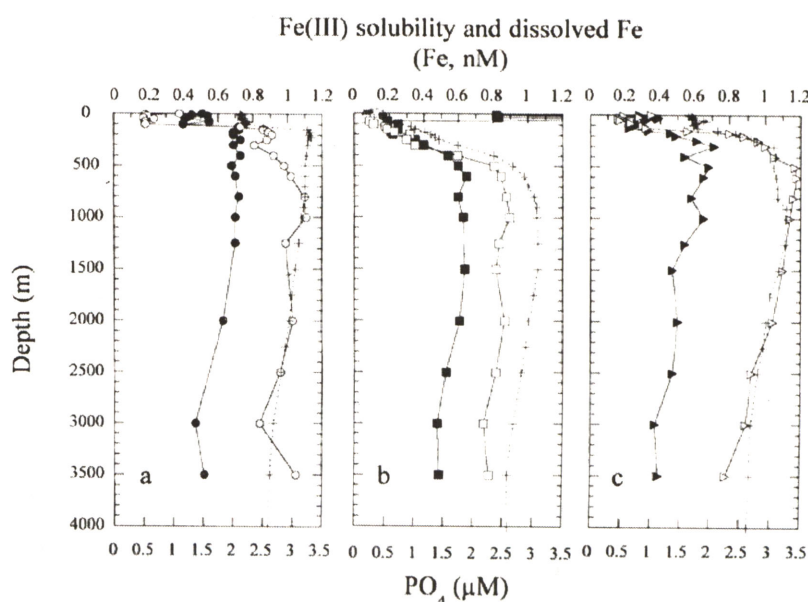 Fe(III) solubility and dissolved Fe
(Fe, nM)
0 0.2 0.4 0.6 0.8 1 1.2 0 0.2 0.4 0.6 0.8 1 1.2 0 0.2 0.4 0.6 0.8 1 1.2
0
500
1000
1500
2000
2500
3000
3500
4000
Depth (m)
a b c
0 0.5 1.5 2 2.5 3 3.5 0 0.5 1.5 2 2.5 3 3.5 0 0.5 1 1.5 2 2.5 3 3.5
PO4 (μM)